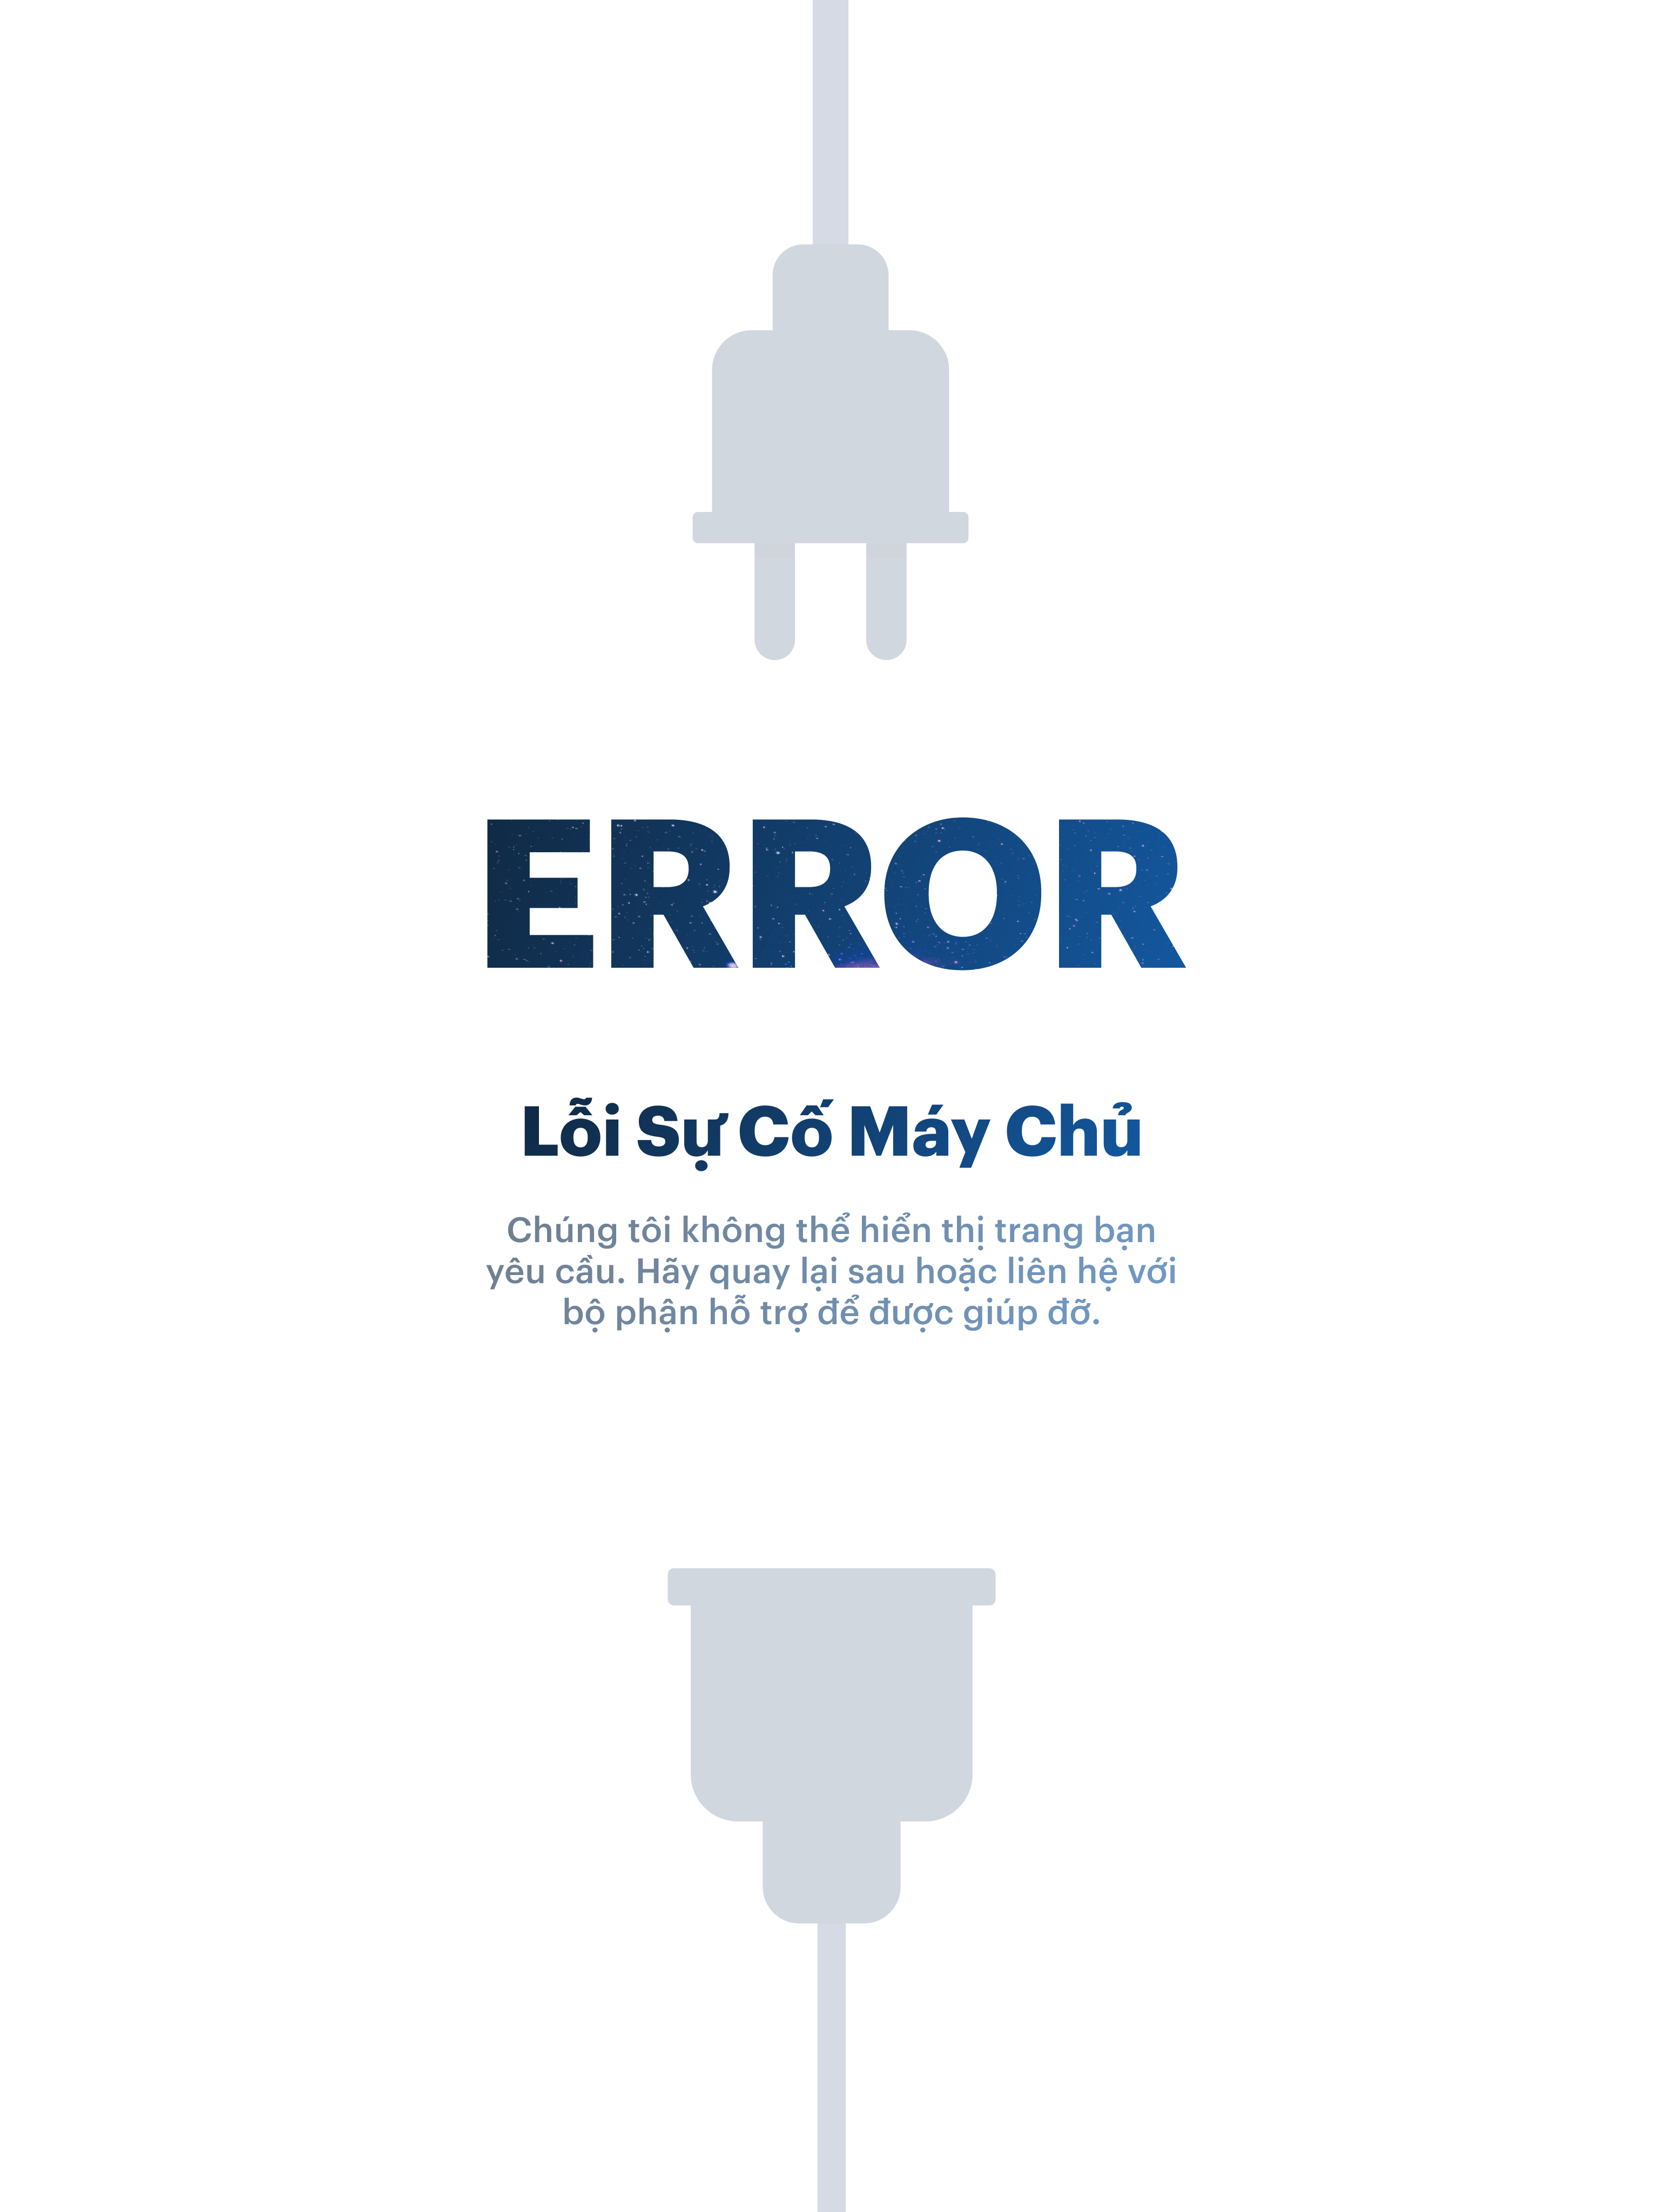 ERROR
Lỗi Sự Cố Máy Chủ
Chúng tôi không thể hiển thị trang bạn
yêu cầu. Hãy quay lại sau hoặc liên hệ với
bộ phận hỗ trợ để được giúp đỡ.